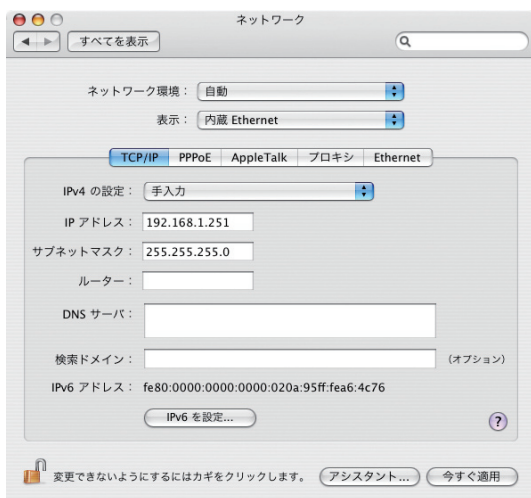 ネットワーク
すべてを表示
ネットワーク環境： 自動
表示： 内蔵 Ethernet
TCP/IP PPPoE AppleTalk プロキシ Ethernet
IPv4 の設定： 手入力
IP アドレス： 192.168.1.251
サブネットマスク： 255.255.255.0
ルーター：
DNS サーバ：
検索ドメイン： (オプション)
IPv6 アドレス： fe80:0000:0000:0000:020a:95ff:fea6:4c76
IPv6 を設定...
?
変更できないようにするにはカギをクリックします。 アシスタント... 今すぐ適用